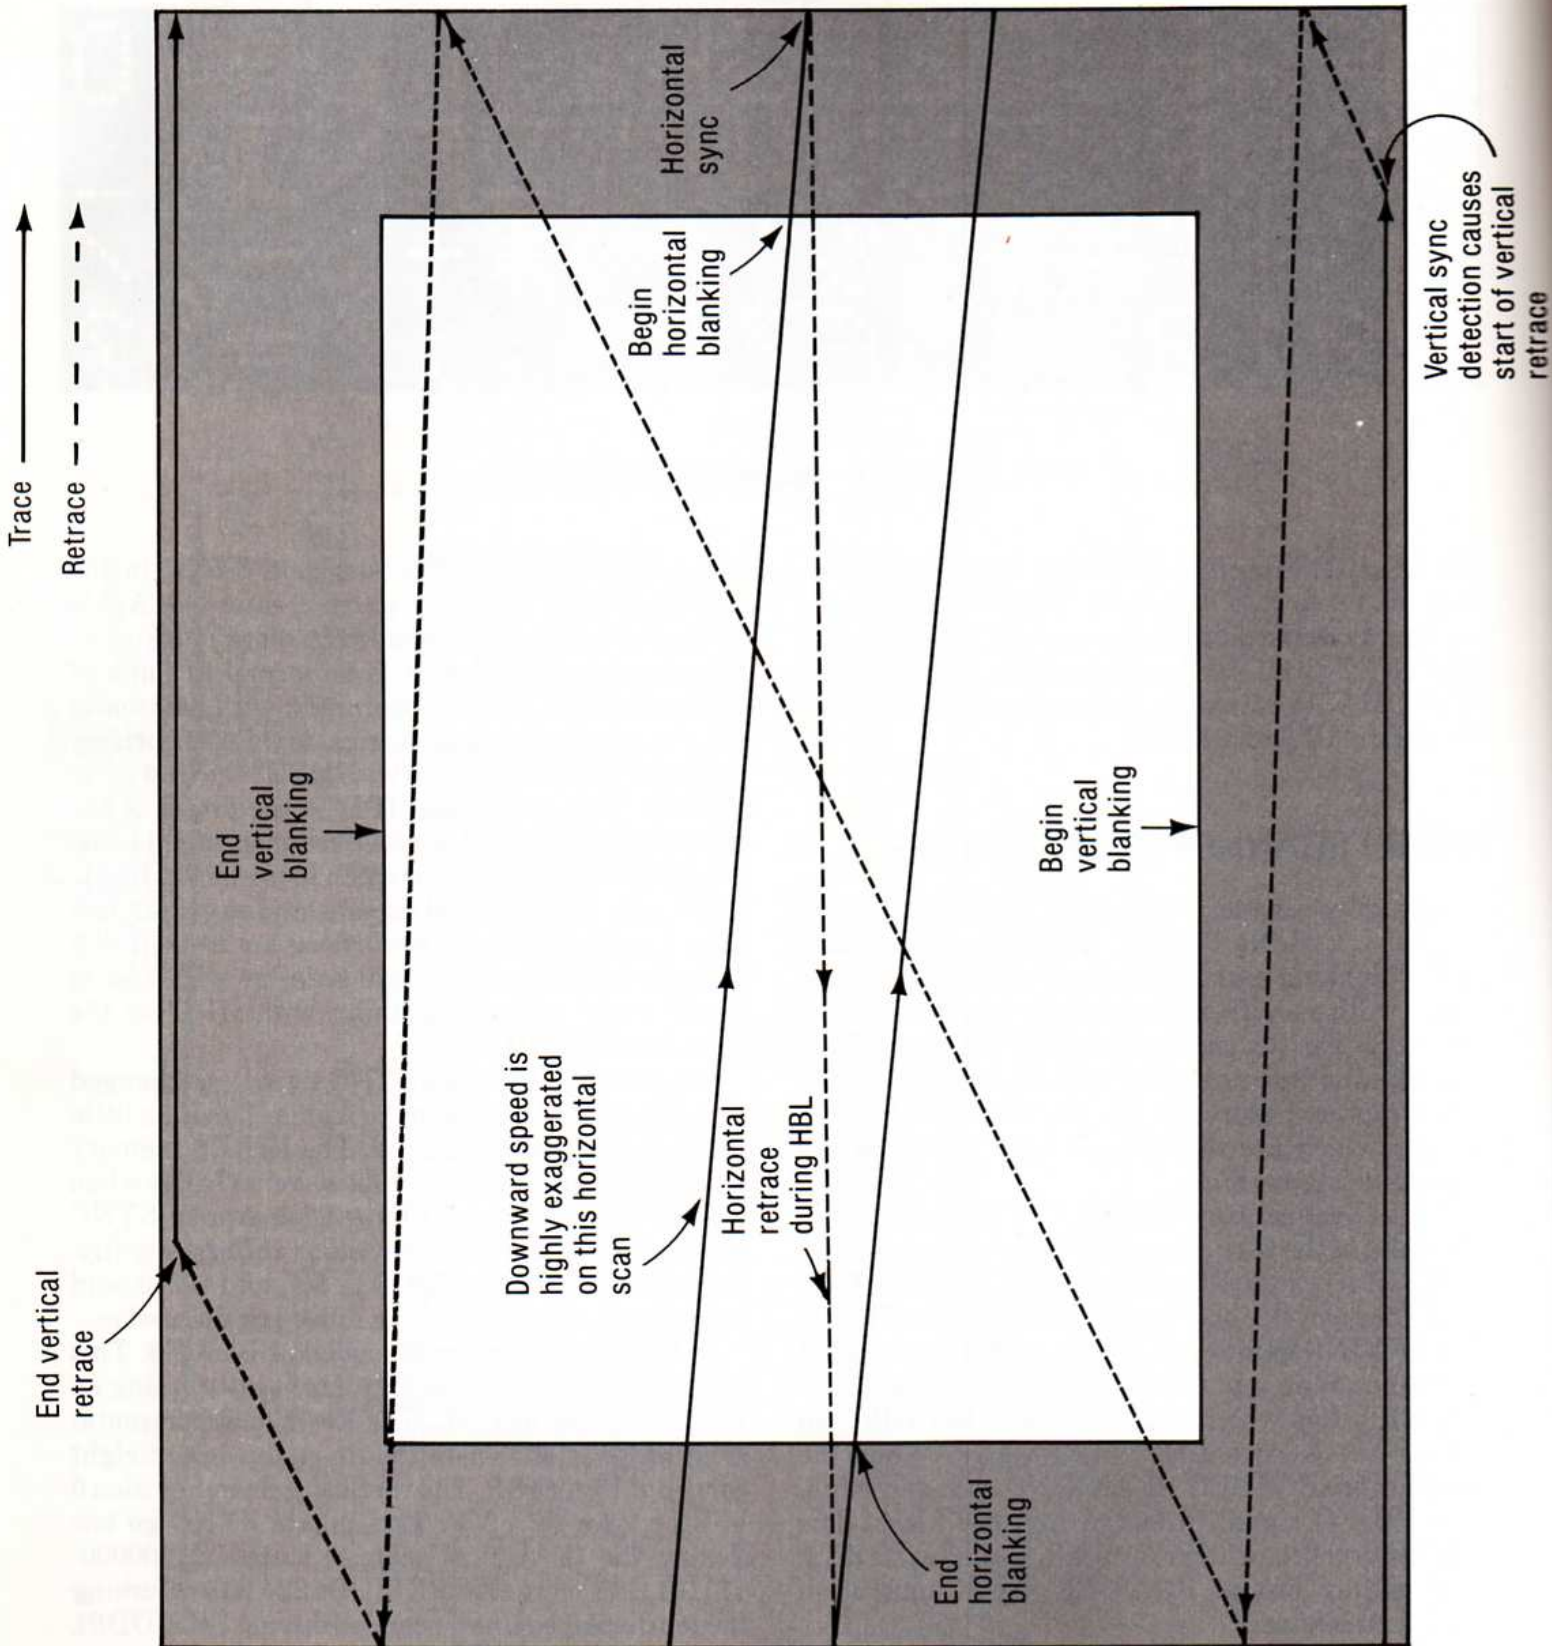 Trace
Retrace
End vertical
retrace
End
vertical
blanking
Horizontal
sync
Begin
horizontal
blanking
Downward speed is
highly exaggerated
on this horizontal
scan
Horizontal
retrace
during HBL
Begin
vertical
blanking
End
horizontal
blanking
Vertical sync
detection causes
start of vertical
retrace